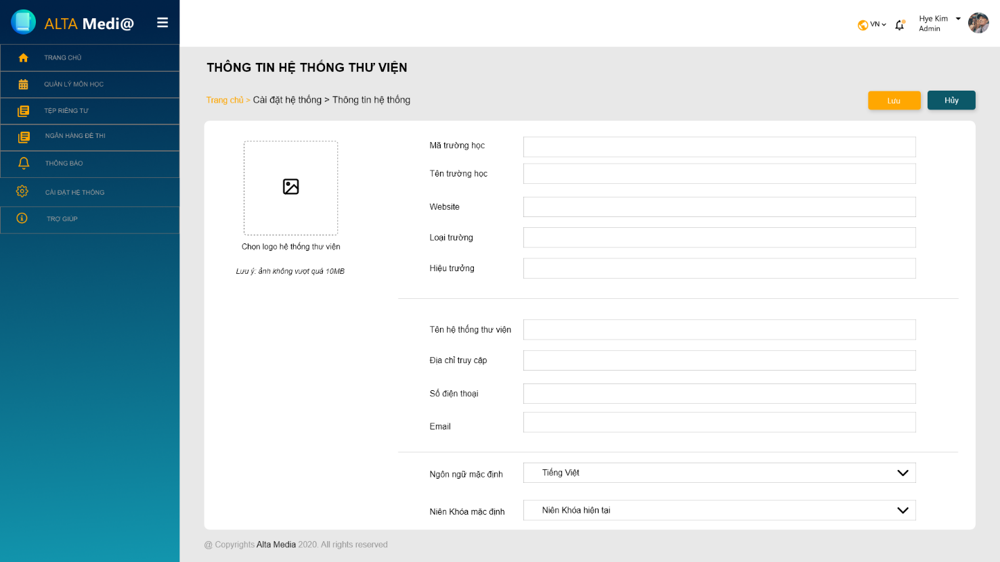 ALTA Medi@
TRANG CHỦ
QUẢN LÝ MÔN HỌC
TỆP RIÊNG TƯ
NGÂN HÀNG ĐỀ THI
THÔNG BÁO
CÀI ĐẶT HỆ THỐNG
TRỢ GIÚP
VN
Hye Kim
Admin
THÔNG TIN HỆ THỐNG THƯ VIỆN
Trang chủ > Cài đặt hệ thống > Thông tin hệ thống
Lưu
Hủy
Chọn logo hệ thống thư viện
Lưu ý: ảnh không vượt quá 10MB
Mã trường học
Tên trường học
Website
Loại trường
Hiệu trưởng
Tên hệ thống thư viện
Địa chỉ truy cập
Số điện thoại
Email
Ngôn ngữ mặc định
Tiếng Việt
Niên Khóa mặc định
Niên Khóa hiện tại
@ Copyrights Alta Media 2020. All rights reserved